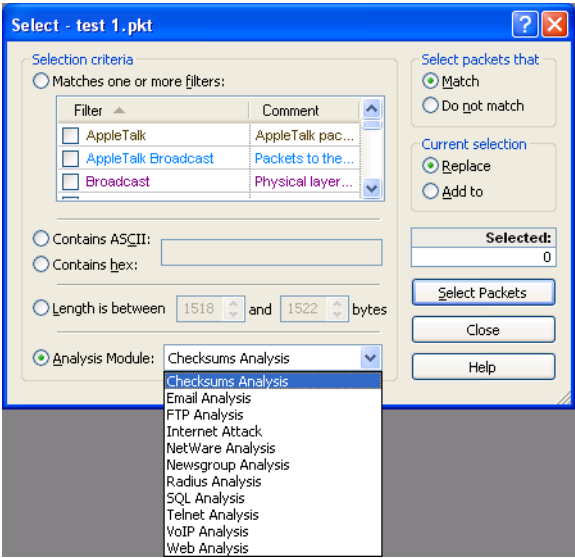 Select - test 1.pkt
Selection criteria
Matches one or more filters:
Filter Comment
AppleTalk AppleTalk pac...
AppleTalk Broadcast Packets to the...
Broadcast Physical layer...
Contains ASCII:
Contains hex:
Length is between 1518 and 1522 bytes
Analysis Module: Checksums Analysis
Checksums Analysis
Email Analysis
FTP Analysis
Internet Attack
NetWare Analysis
Newsgroup Analysis
Radius Analysis
SQL Analysis
Telnet Analysis
VoIP Analysis
Web Analysis
Select packets that
Match
Do not match
Current selection
Replace
Add to
Selected:
0
Select Packets
Close
Help